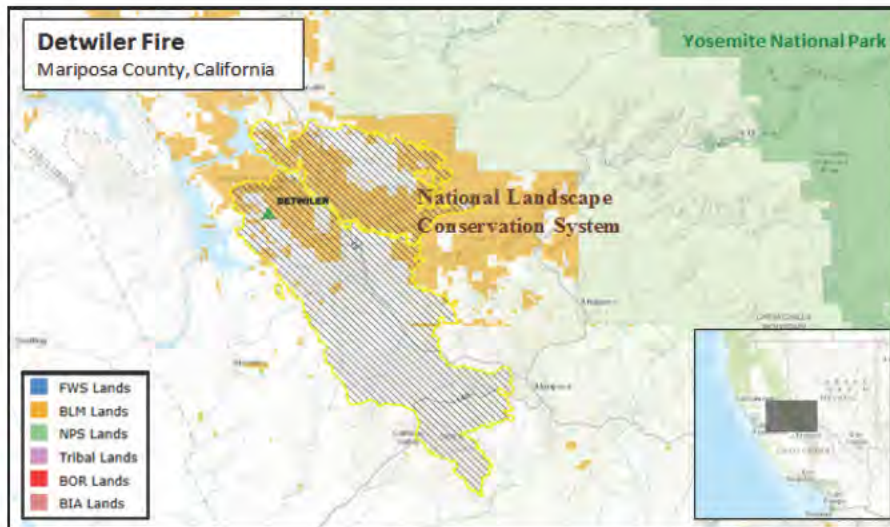 Detwiler Fire
Mariposa County, California
Yosemite National Park
DETWILER
National Landscape
Conservation System
Mariposa
FWS Lands
BLM Lands
NPS Lands
Tribal Lands
BOR Lands
BIA Lands